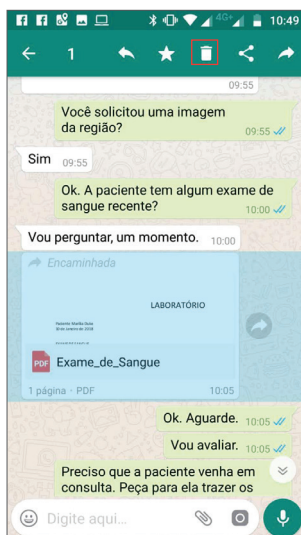 4G+ 10:49
1
09:55
Você solicitou uma imagem
da região?
09:55
Sim 09:55
Ok. A paciente tem algum exame de
sangue recente?
10:00
Vou perguntar, um momento. 10:00
Encaminhada
LABORATÓRIO
PDF Exame_de_Sangue
1 página · PDF 10:05
Ok. Aguarde. 10:05
Vou avaliar. 10:05
Preciso que a paciente venha em
consulta. Peça para ela trazer os
Digite aqui...